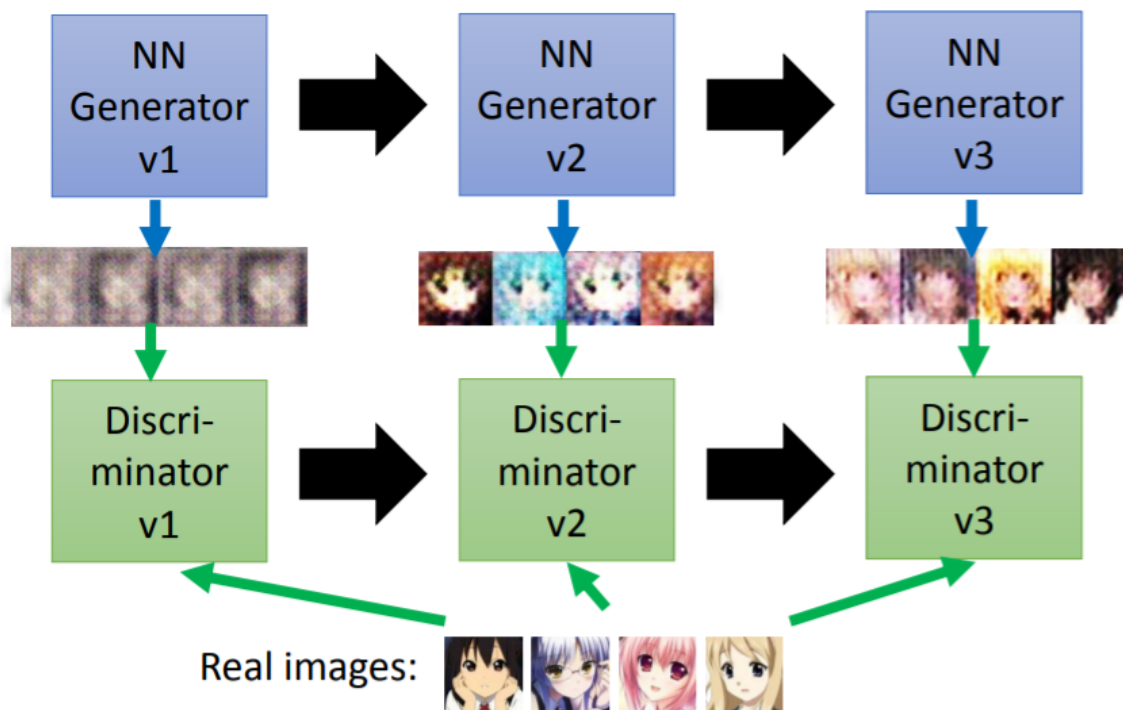 NN
Generator
v1
NN
Generator
v2
NN
Generator
v3
Discri-
minator
v1
Discri-
minator
v2
Discri-
minator
v3
Real images: